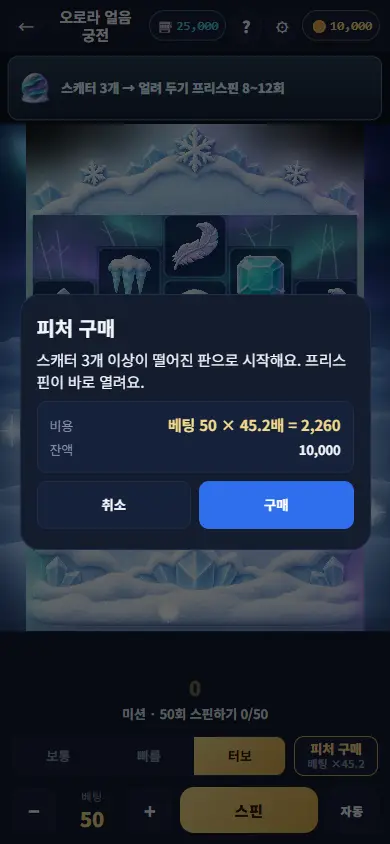 오로라 얼음
궁전
25,000
?
10,000
스캐터 3개 → 얼려 두기 프리스핀 8~12회
피처 구매
스캐터 3개 이상이 떨어진 판으로 시작해요. 프리스
핀이 바로 열려요.
비용 베팅 50 × 45.2배 = 2,260
잔액 10,000
취소 구매
0
미션 · 50회 스핀하기 0/50
보통 빠름 터보 피처 구매
베팅 ×45.2
베팅
− 50 + 스핀 자동